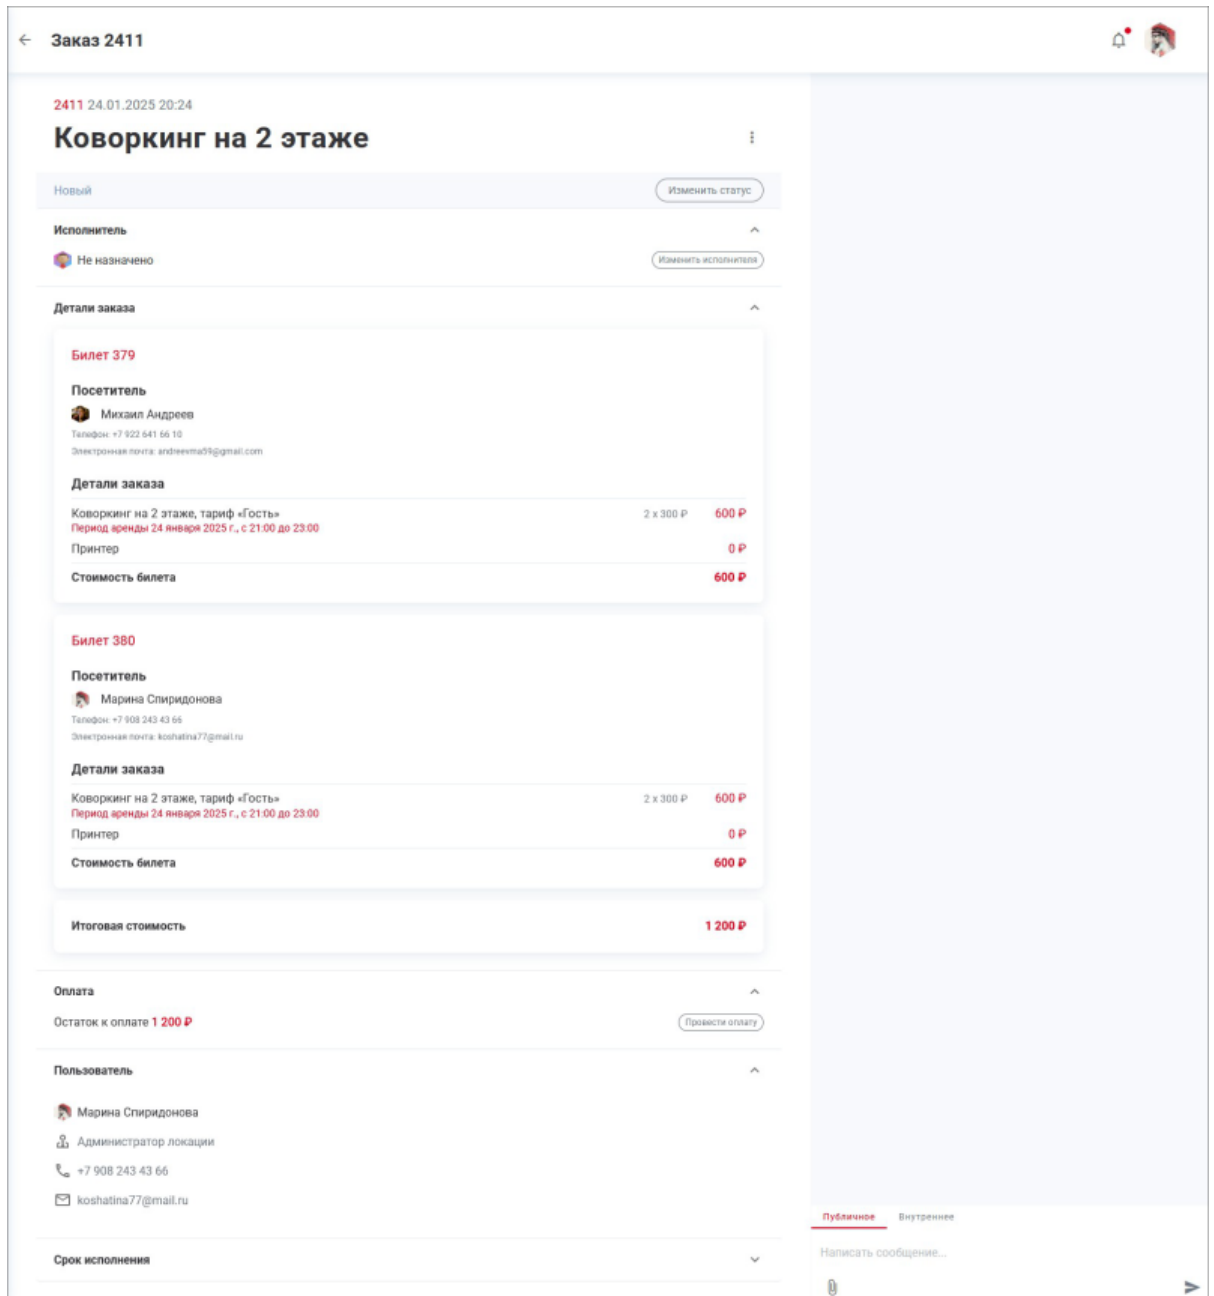 Заказ 2411
2411 24.01.2025 20:24
Коворкинг на 2 этаже
Новый
Изменить статус
Исполнитель
Не назначено
Изменить исполнителя
Детали заказа
Билет 379
Посетитель
Михаил Андреев
Телефон: +7 922 641 66 10
Электронная почта: andreevma59@gmail.com
Детали заказа
Коворкинг на 2 этаже, тариф «Гость» 2 x 300 ₽ 600 ₽
Период аренды 24 января 2025 г., с 21:00 до 23:00
Принтер 0 ₽
Стоимость билета 600 ₽
Билет 380
Посетитель
Марина Спиридонова
Телефон: +7 908 243 43 66
Электронная почта: koshatina77@mail.ru
Детали заказа
Коворкинг на 2 этаже, тариф «Гость» 2 x 300 ₽ 600 ₽
Период аренды 24 января 2025 г., с 21:00 до 23:00
Принтер 0 ₽
Стоимость билета 600 ₽
Итоговая стоимость 1 200 ₽
Оплата
Остаток к оплате 1 200 ₽
Провести оплату
Пользователь
Марина Спиридонова
Администратор локации
+7 908 243 43 66
koshatina77@mail.ru
Срок исполнения
Публичное Внутреннее
Написать сообщение...